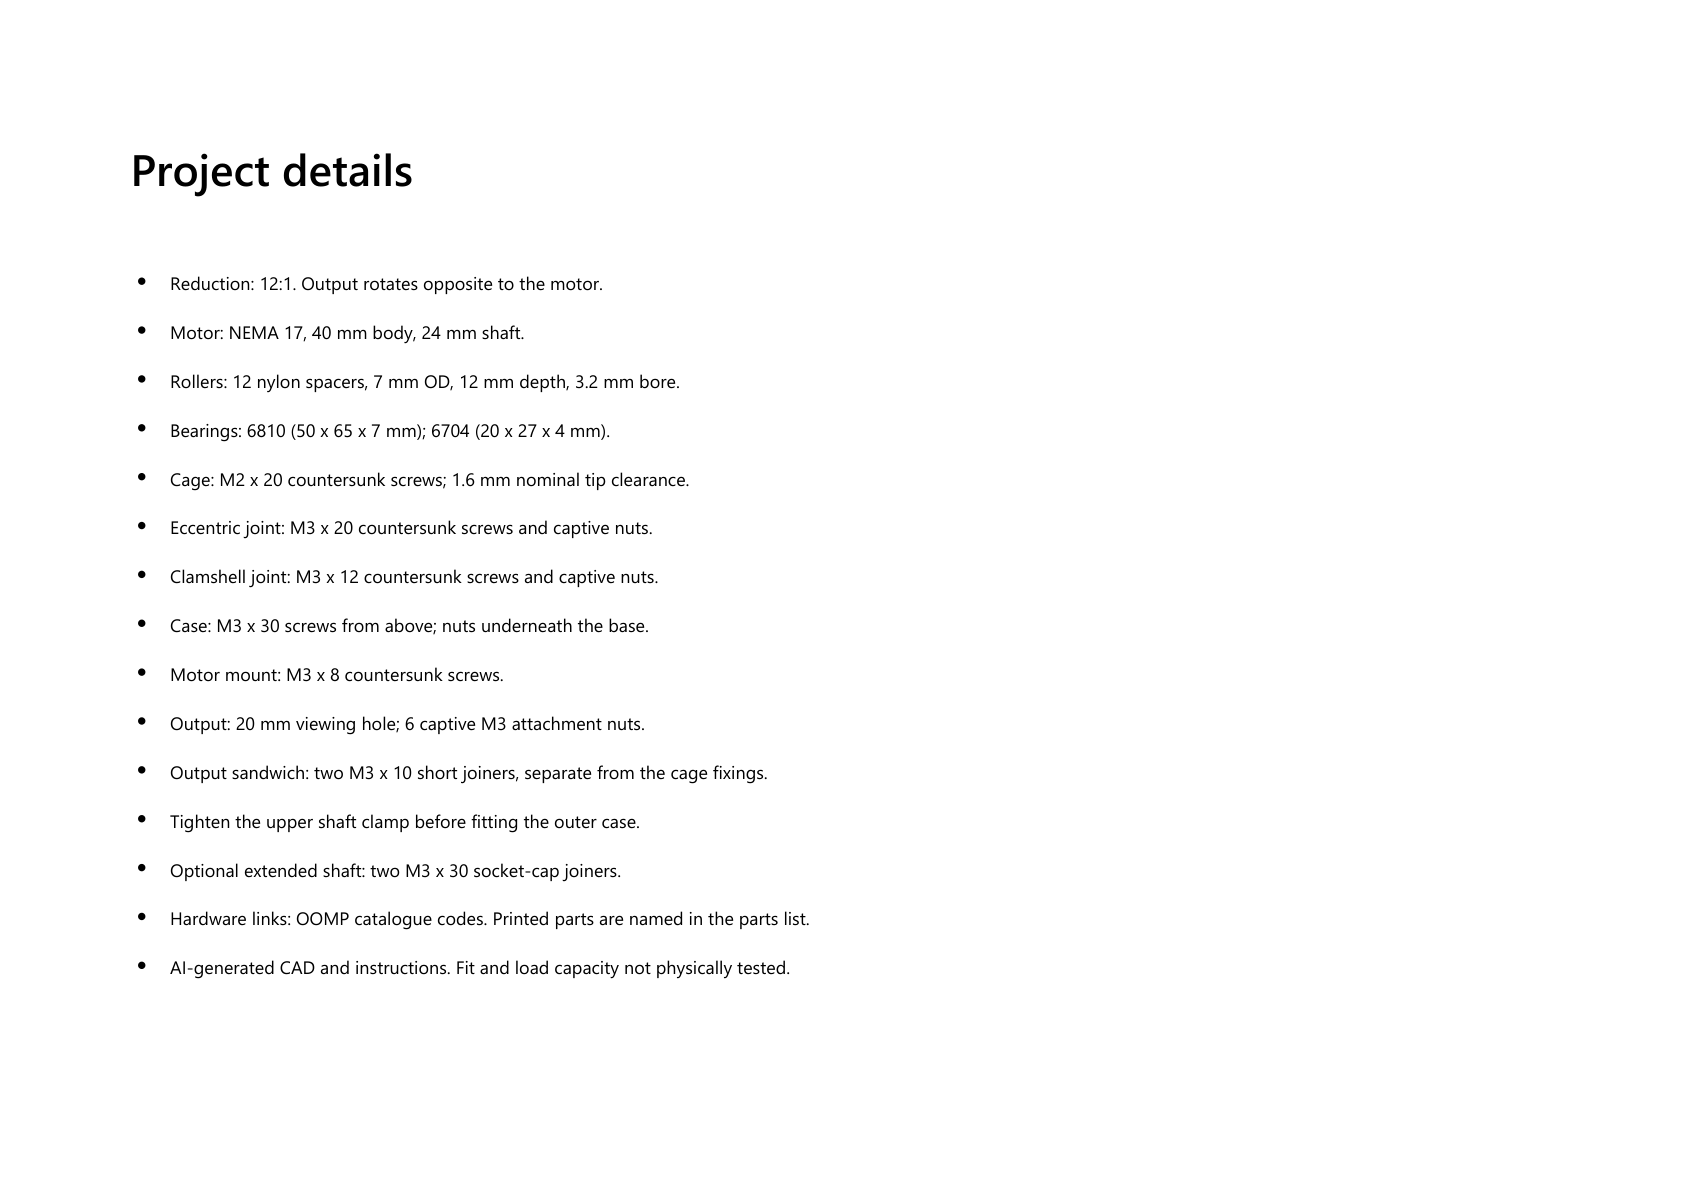 Project details
• Reduction: 12:1. Output rotates opposite to the motor.
• Motor: NEMA 17, 40 mm body, 24 mm shaft.
• Rollers: 12 nylon spacers, 7 mm OD, 12 mm depth, 3.2 mm bore.
• Bearings: 6810 (50 x 65 x 7 mm); 6704 (20 x 27 x 4 mm).
• Cage: M2 x 20 countersunk screws; 1.6 mm nominal tip clearance.
• Eccentric joint: M3 x 20 countersunk screws and captive nuts.
• Clamshell joint: M3 x 12 countersunk screws and captive nuts.
• Case: M3 x 30 screws from above; nuts underneath the base.
• Motor mount: M3 x 8 countersunk screws.
• Output: 20 mm viewing hole; 6 captive M3 attachment nuts.
• Output sandwich: two M3 x 10 short joiners, separate from the cage fixings.
• Tighten the upper shaft clamp before fitting the outer case.
• Optional extended shaft: two M3 x 30 socket-cap joiners.
• Hardware links: OOMP catalogue codes. Printed parts are named in the parts list.
• AI-generated CAD and instructions. Fit and load capacity not physically tested.